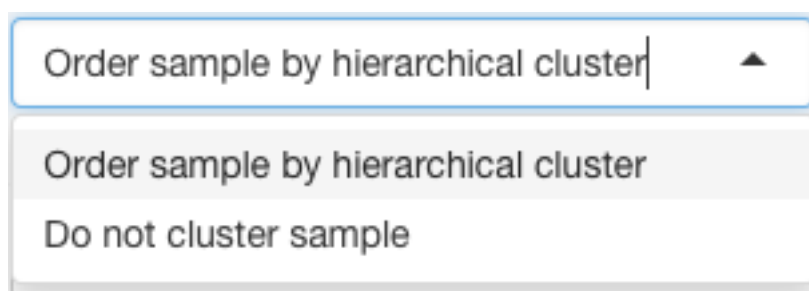 Order sample by hierarchical cluster
Order sample by hierarchical cluster
Do not cluster sample